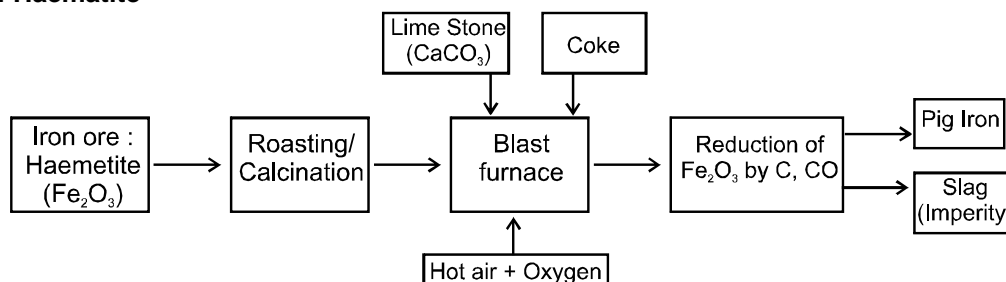 Haematite
Lime Stone
(CaCO₃)
Coke
Iron ore :
Haemetite
(Fe₂O₃)
Roasting/
Calcination
Blast
furnace
Reduction of
Fe₂O₃ by C, CO
Pig Iron
Slag
(Imperity
Hot air + Oxygen